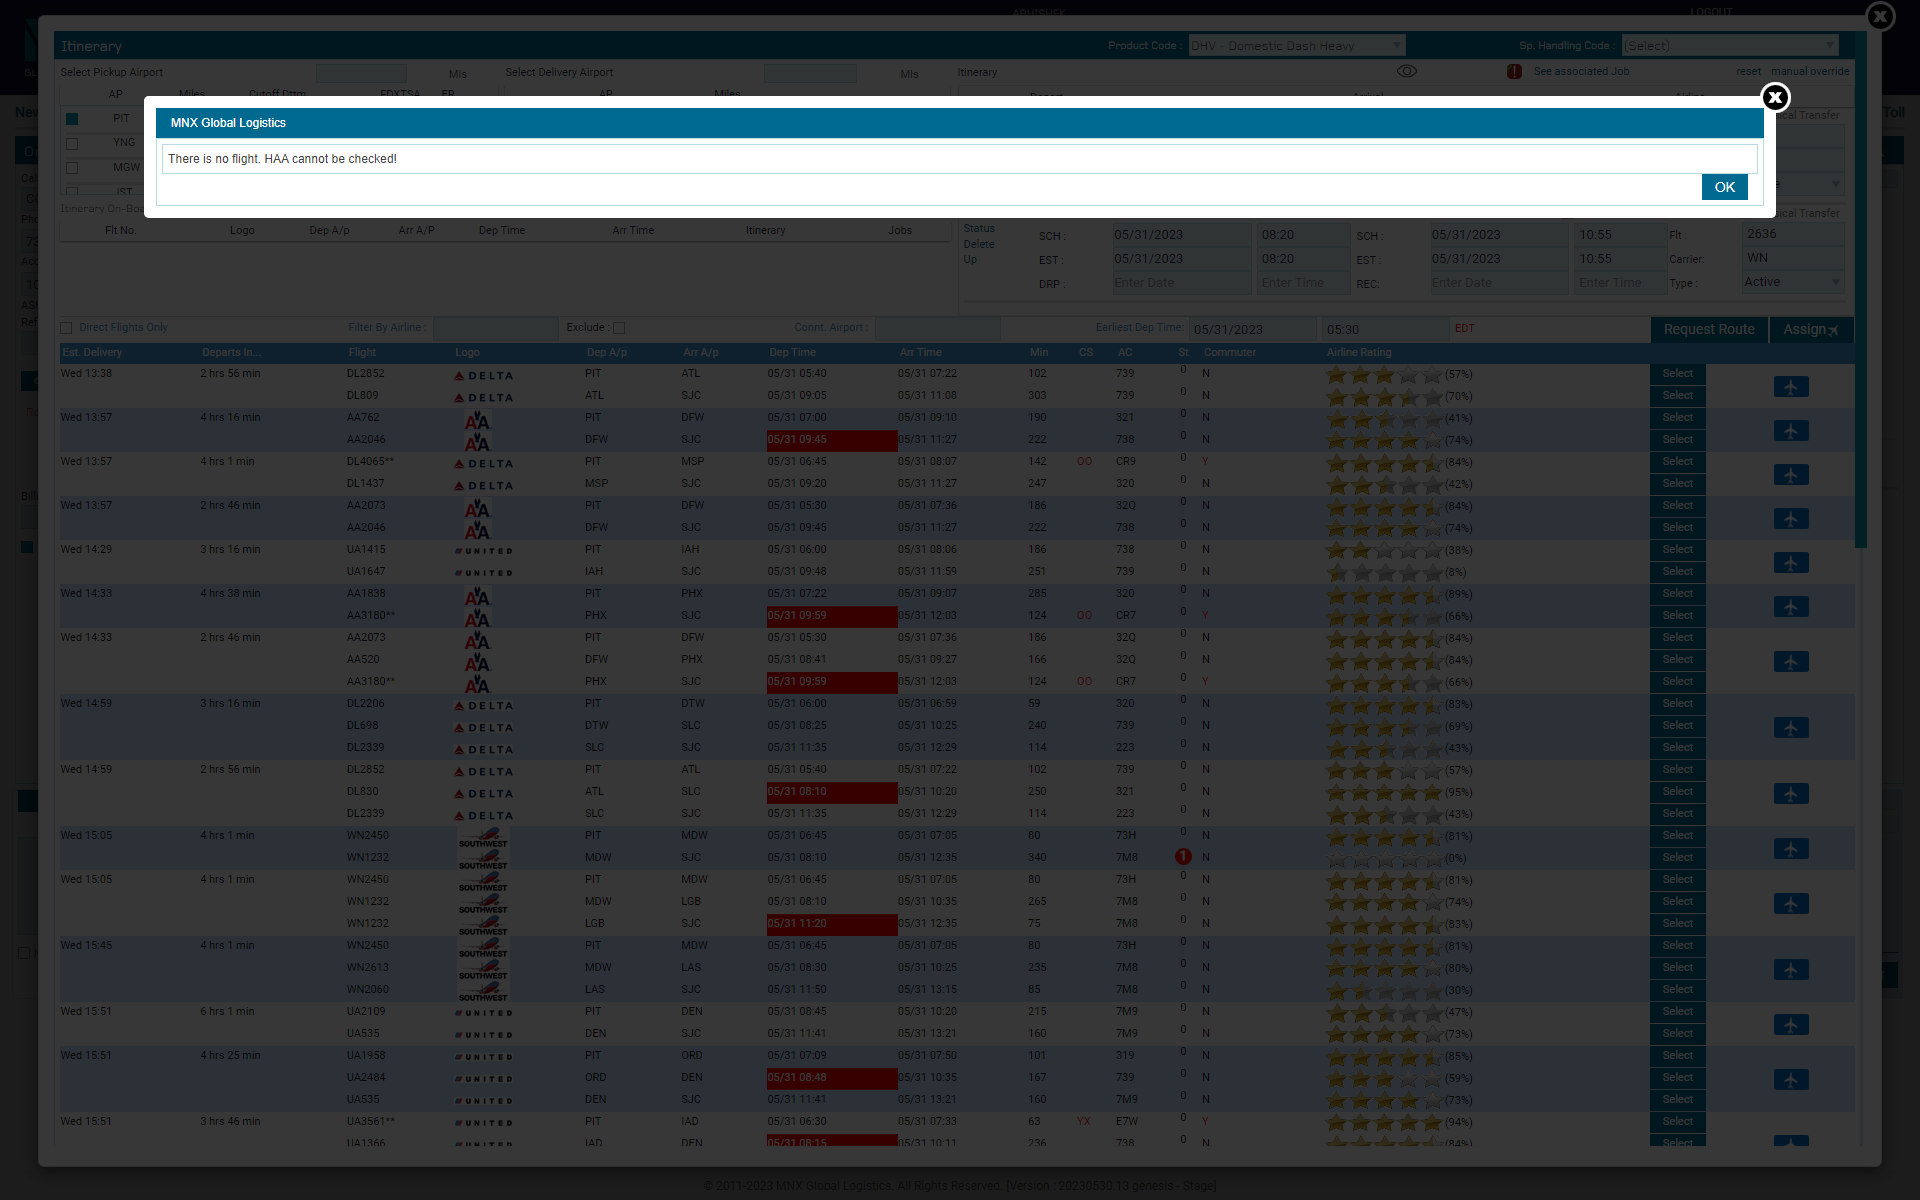 ABHISHEK LOGOUT
Itinerary Product Code : DHV - Domestic Dash Heavy Sp. Handling Code : (Select)
Select Pickup Airport Mls Select Delivery Airport Mls Itinerary See associated Job reset manual override
AP Miles Cutoff Dttm FDXTSA ER AP Miles Depart Arrival Airline
MNX Global Logistics
There is no flight. HAA cannot be checked!
OK
PIT
YNG
MGW
JST
Itinerary On-Boa
Flt No. Logo Dep A/p Arr A/P Dep Time Arr Time Itinerary Jobs
Status
Delete
Up
SCH : 05/31/2023 08:20 SCH : 05/31/2023 10:55 Flt : 2636
EST : 05/31/2023 08:20 EST : 05/31/2023 10:55 Carrier: WN
DRP : Enter Date Enter Time REC: Enter Date Enter Time Type : Active
Direct Flights Only Filter By Airline : Exclude : Connt. Airport : Earliest Dep Time: 05/31/2023 05:30 EDT Request Route Assign
Est. Delivery Departs In... Flight Logo Dep A/p Arr A/p Dep Time Arr Time Min CS AC St Commuter Airline Rating
Wed 13:38 2 hrs 56 min DL2852 DELTA PIT ATL 05/31 05:40 05/31 07:22 102 739 0 N (57%) Select
DL809 DELTA ATL SJC 05/31 09:05 05/31 11:08 303 739 0 N (70%) Select
Wed 13:57 4 hrs 16 min AA762 AA PIT DFW 05/31 07:00 05/31 09:10 190 321 0 N (41%) Select
AA2046 AA DFW SJC 05/31 09:45 05/31 11:27 222 738 0 N (74%) Select
Wed 13:57 4 hrs 1 min DL4065** DELTA PIT MSP 05/31 06:45 05/31 08:07 142 OO CR9 0 Y (84%) Select
DL1437 DELTA MSP SJC 05/31 09:20 05/31 11:27 247 320 0 N (42%) Select
Wed 13:57 2 hrs 46 min AA2073 AA PIT DFW 05/31 05:30 05/31 07:36 186 32Q 0 N (84%) Select
AA2046 AA DFW SJC 05/31 09:45 05/31 11:27 222 738 0 N (74%) Select
Wed 14:29 3 hrs 16 min UA1415 UNITED PIT IAH 05/31 06:00 05/31 08:06 186 738 0 N (38%) Select
UA1647 UNITED IAH SJC 05/31 09:48 05/31 11:59 251 739 0 N (8%) Select
Wed 14:33 4 hrs 38 min AA1838 AA PIT PHX 05/31 07:22 05/31 09:07 285 320 0 N (89%) Select
AA3180** AA PHX SJC 05/31 09:59 05/31 12:03 124 OO CR7 0 Y (66%) Select
Wed 14:33 2 hrs 46 min AA2073 AA PIT DFW 05/31 05:30 05/31 07:36 186 32Q 0 N (84%) Select
AA520 AA DFW PHX 05/31 08:41 05/31 09:27 166 32Q 0 N (84%) Select
AA3180** AA PHX SJC 05/31 09:59 05/31 12:03 124 OO CR7 0 Y (66%) Select
Wed 14:59 3 hrs 16 min DL2206 DELTA PIT DTW 05/31 06:00 05/31 06:59 59 320 0 N (83%) Select
DL698 DELTA DTW SLC 05/31 08:25 05/31 10:25 240 739 0 N (69%) Select
DL2339 DELTA SLC SJC 05/31 11:35 05/31 12:29 114 223 0 N (43%) Select
Wed 14:59 2 hrs 56 min DL2852 DELTA PIT ATL 05/31 05:40 05/31 07:22 102 739 0 N (57%) Select
DL830 DELTA ATL SLC 05/31 08:10 05/31 10:20 250 321 0 N (95%) Select
DL2339 DELTA SLC SJC 05/31 11:35 05/31 12:29 114 223 0 N (43%) Select
Wed 15:05 4 hrs 1 min WN2450 SOUTHWEST PIT MDW 05/31 06:45 05/31 07:05 80 73H 0 N (81%) Select
WN1232 SOUTHWEST MDW SJC 05/31 08:10 05/31 12:35 340 7M8 1 N (0%) Select
Wed 15:05 4 hrs 1 min WN2450 SOUTHWEST PIT MDW 05/31 06:45 05/31 07:05 80 73H 0 N (81%) Select
WN1232 SOUTHWEST MDW LGB 05/31 08:10 05/31 10:35 265 7M8 0 N (74%) Select
WN1232 SOUTHWEST LGB SJC 05/31 11:20 05/31 12:35 75 7M8 0 N (83%) Select
Wed 15:45 4 hrs 1 min WN2450 SOUTHWEST PIT MDW 05/31 06:45 05/31 07:05 80 73H 0 N (81%) Select
WN2613 SOUTHWEST MDW LAS 05/31 08:30 05/31 10:25 235 7M8 0 N (80%) Select
WN2060 SOUTHWEST LAS SJC 05/31 11:50 05/31 13:15 85 7M8 0 N (30%) Select
Wed 15:51 6 hrs 1 min UA2109 UNITED PIT DEN 05/31 08:45 05/31 10:20 215 7M9 0 N (47%) Select
UA535 UNITED DEN SJC 05/31 11:41 05/31 13:21 160 7M9 0 N (73%) Select
Wed 15:51 4 hrs 25 min UA1958 UNITED PIT ORD 05/31 07:09 05/31 07:50 101 319 0 N (85%) Select
UA2484 UNITED ORD DEN 05/31 08:48 05/31 10:35 167 739 0 N (59%) Select
UA535 UNITED DEN SJC 05/31 11:41 05/31 13:21 160 7M9 0 N (73%) Select
Wed 15:51 3 hrs 46 min UA3561** UNITED PIT IAD 05/31 06:30 05/31 07:33 63 YX E7W 0 Y (94%) Select
UA1366 UNITED IAD DEN 05/31 08:15 05/31 10:11 236 738 0 N (84%) Select
© 2011-2023 MNX Global Logistics. All Rights Reserved. [Version : 20230530.13 genesis - Stage]